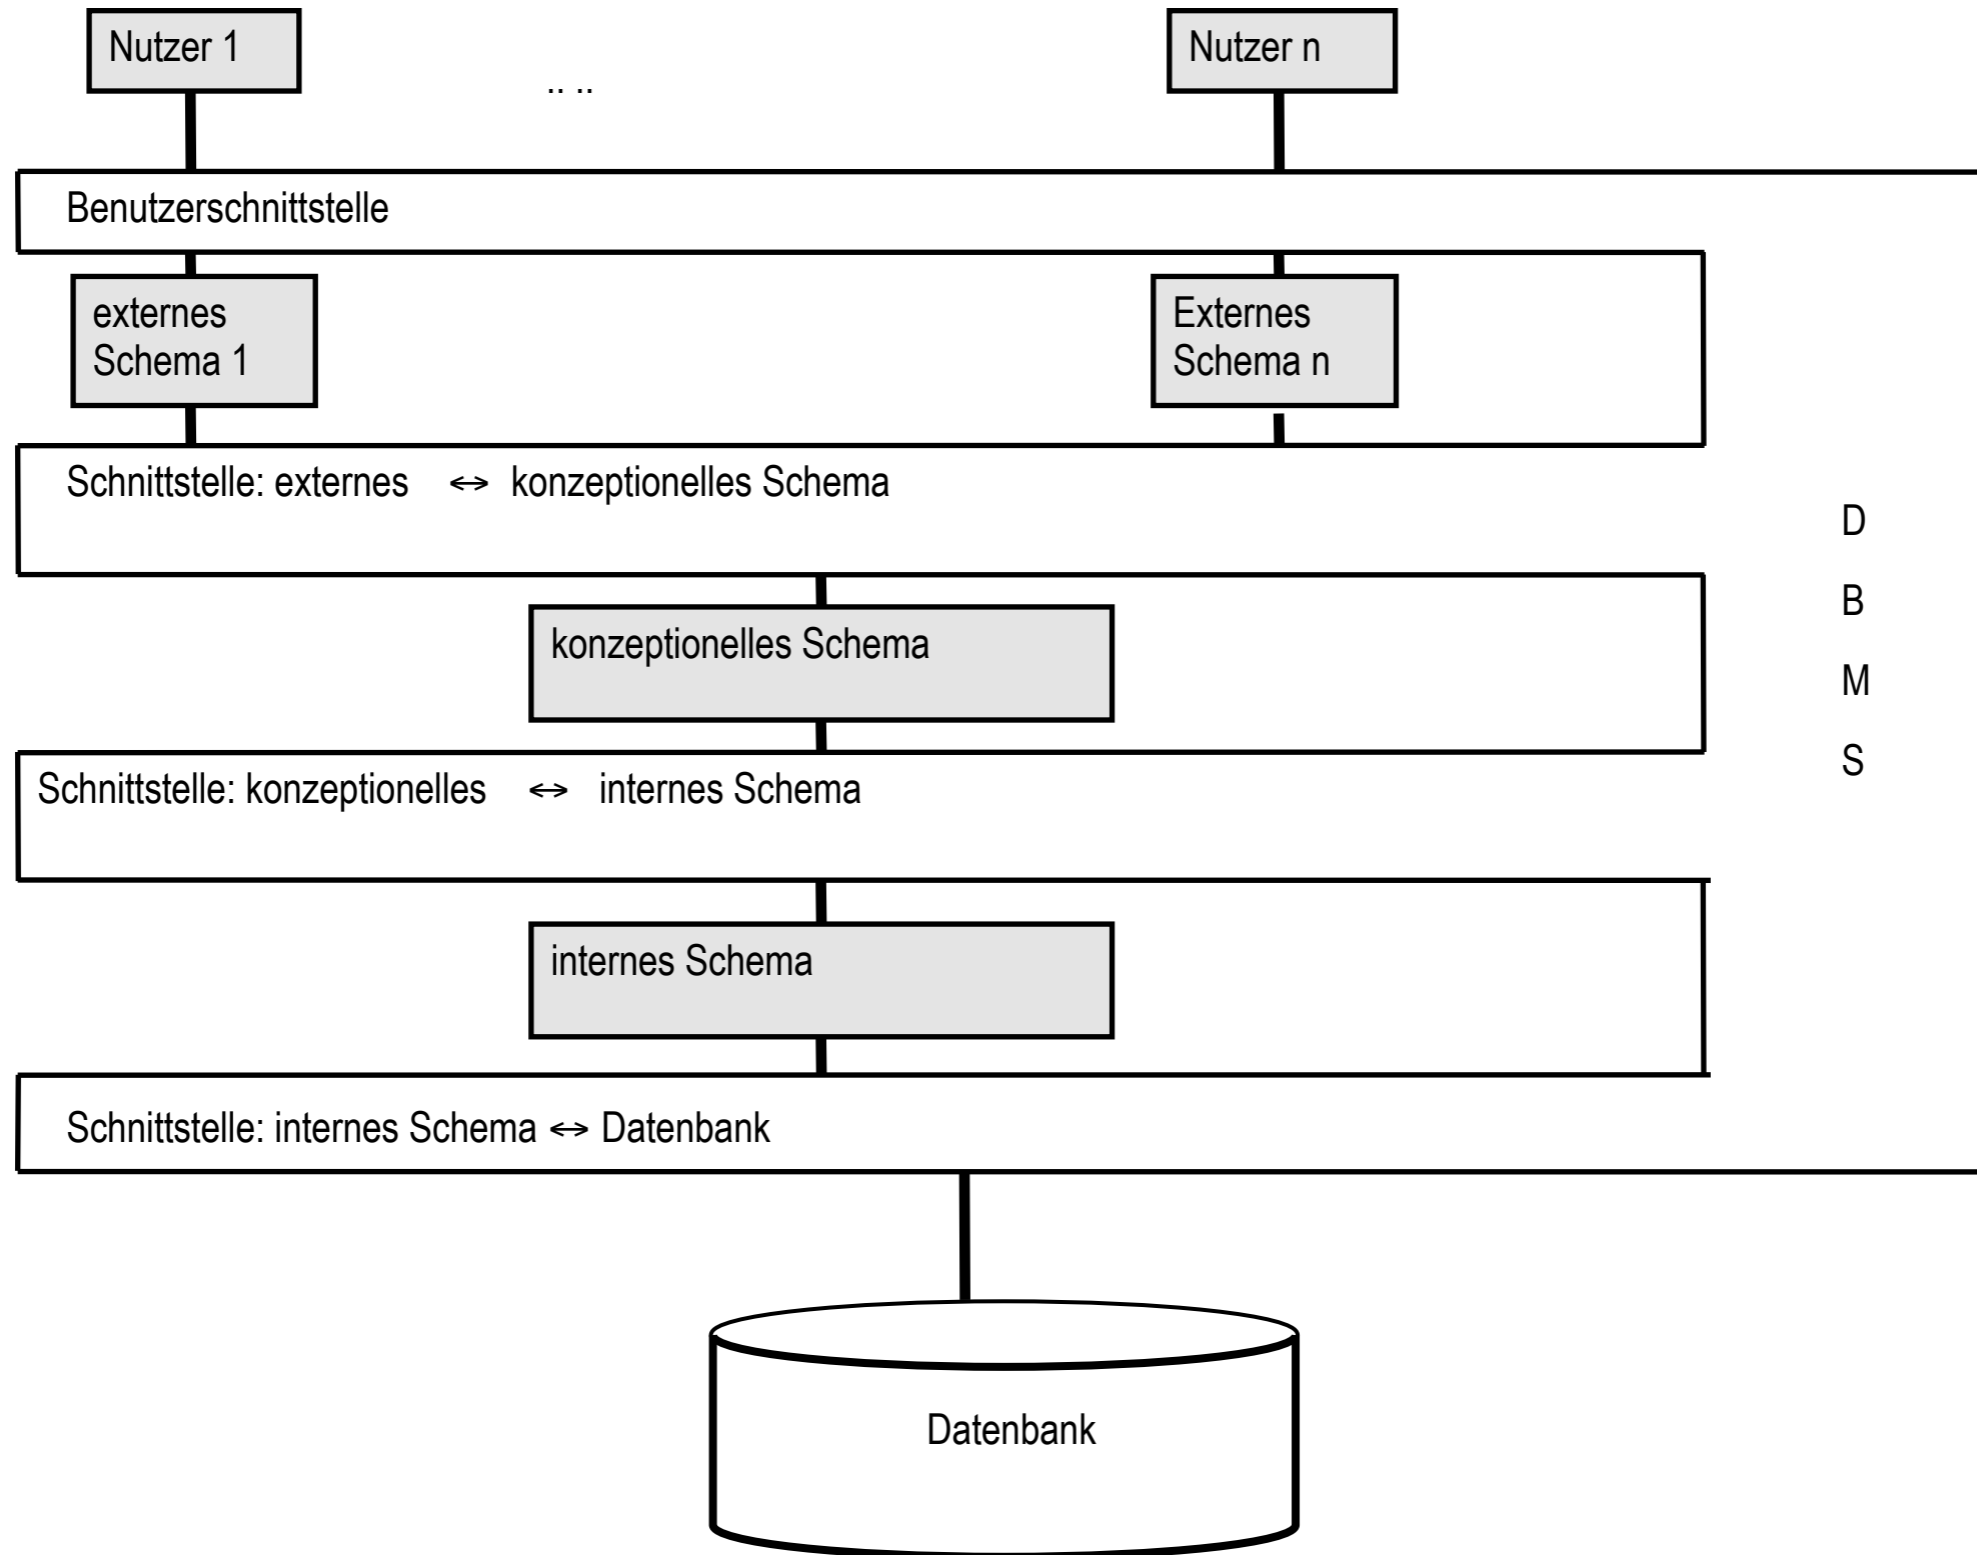 Nutzer 1
.. ..
Nutzer n
Benutzerschnittstelle
externes
Schema 1
Externes
Schema n
Schnittstelle: externes ↔ konzeptionelles Schema
D
B
M
S
konzeptionelles Schema
Schnittstelle: konzeptionelles ↔ internes Schema
internes Schema
Schnittstelle: internes Schema ↔ Datenbank
Datenbank